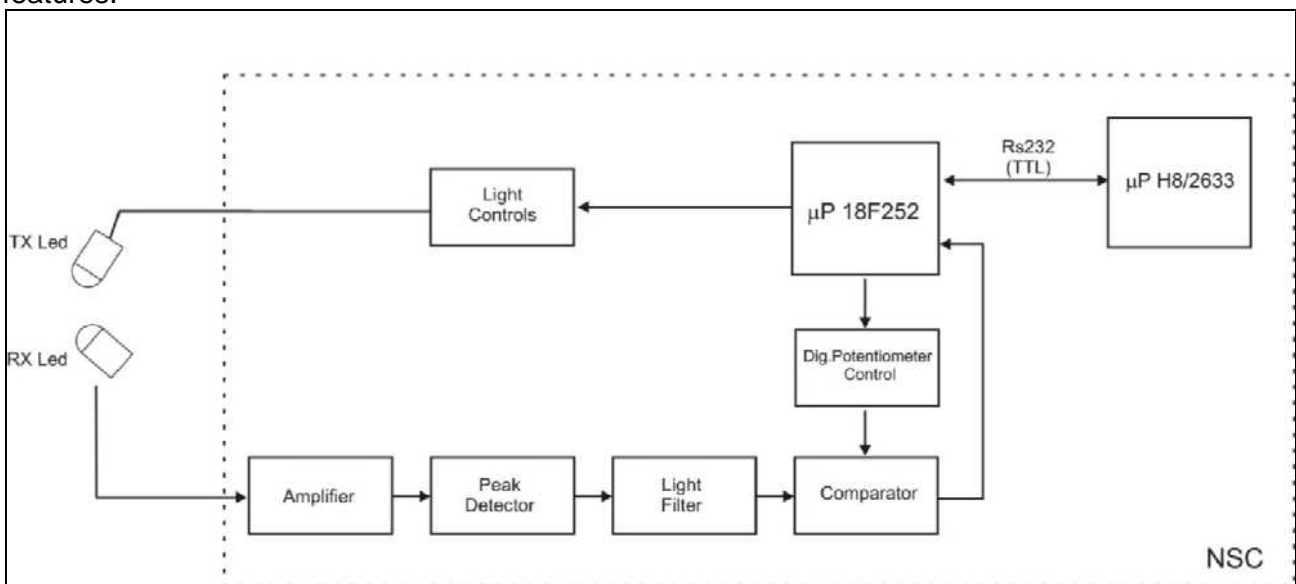 features.
Rs232
(TTL)
μP H8/2633
Light
Controls
μP 18F252
TX Led
RX Led
Dig.Potentiometer
Control
Amplifier
Peak
Detector
Light
Filter
Comparator
NSC